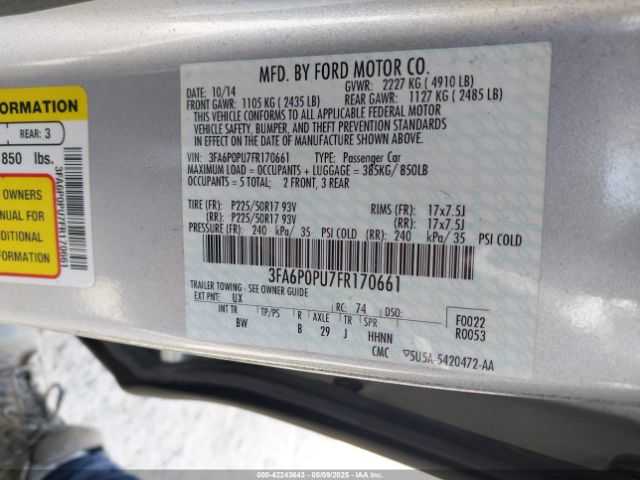 ORMATION
REAR: 3
850 lbs.
OWNERS
NUAL FOR
DITIONAL
ORMATION
3FA6P0PU7FR170661
MFD. BY FORD MOTOR CO.
DATE: 10/14 GVWR: 2227 KG ( 4910 LB)
FRONT GAWR: 1105 KG ( 2435 LB) REAR GAWR: 1127 KG ( 2485 LB)
THIS VEHICLE CONFORMS TO ALL APPLICABLE FEDERAL MOTOR
VEHICLE SAFETY, BUMPER, AND THEFT PREVENTION STANDARDS
IN EFFECT ON THE DATE OF MANUFACTURE SHOWN ABOVE.
VIN: 3FA6P0PU7FR170661 TYPE: Passenger Car
MAXIMUM LOAD = OCCUPANTS + LUGGAGE = 385KG/ 850LB
OCCUPANTS = 5 TOTAL; 2 FRONT, 3 REAR
TIRE (FR): P225/50R17 93V RIMS (FR): 17x7.5J
(RR): P225/50R17 93V (RR): 17x7.5J
PRESSURE (FR): 240 kPa/ 35 PSI COLD (RR): 240 kPa/ 35 PSI COLD
3FA6P0PU7FR170661
TRAILER TOWING - SEE OWNER GUIDE
EXT PNT: UX RC: 74 DSO: F0022
INT TR TP/PS R AXLE TR SPR R0053
BW B 29 J HHNN
CMC 5U5A-5420472-AA
000-42243643 05/09/2025 IAA, INC.